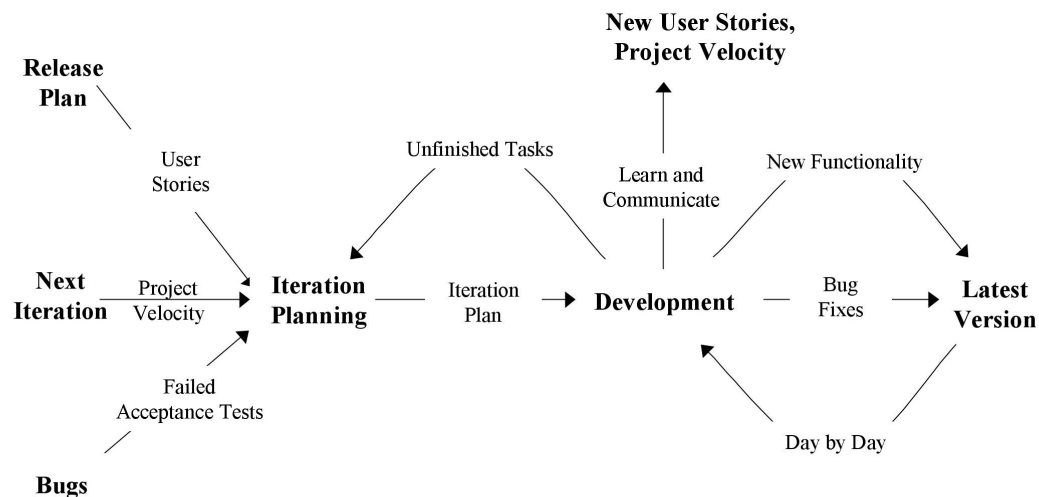 New User Stories,
Project Velocity
Release
Plan
User
Stories
Unfinished Tasks
Learn and
Communicate
New Functionality
Next
Iteration
Project
Velocity
Iteration
Planning
Iteration
Plan
Development
Bug
Fixes
Latest
Version
Failed
Acceptance Tests
Day by Day
Bugs